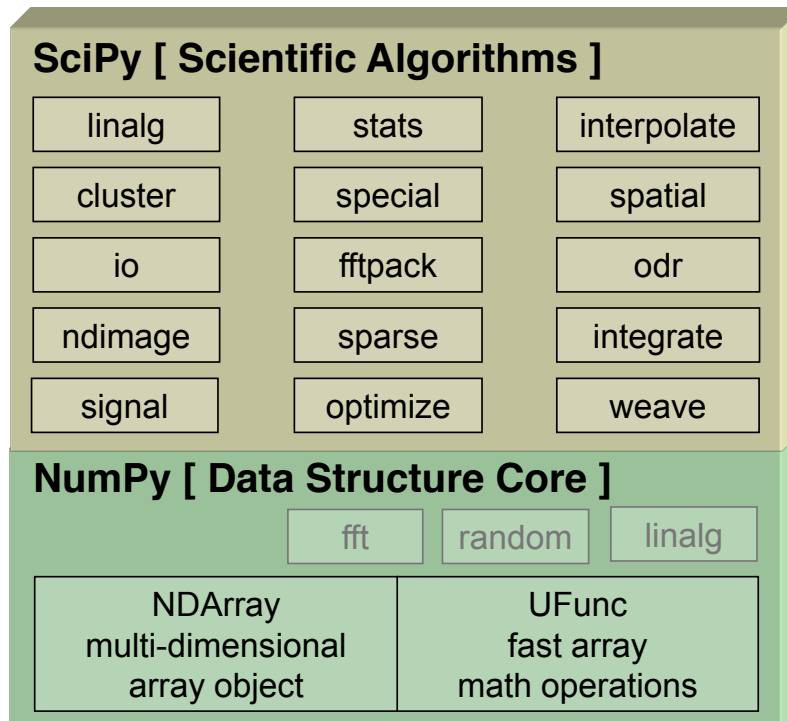 SciPy [ Scientific Algorithms ]
linalg
stats
interpolate
cluster
special
spatial
io
fftpack
odr
ndimage
sparse
integrate
signal
optimize
weave
NumPy [ Data Structure Core ]
fft
random
linalg
NDArray
multi-dimensional
array object
UFunc
fast array
math operations